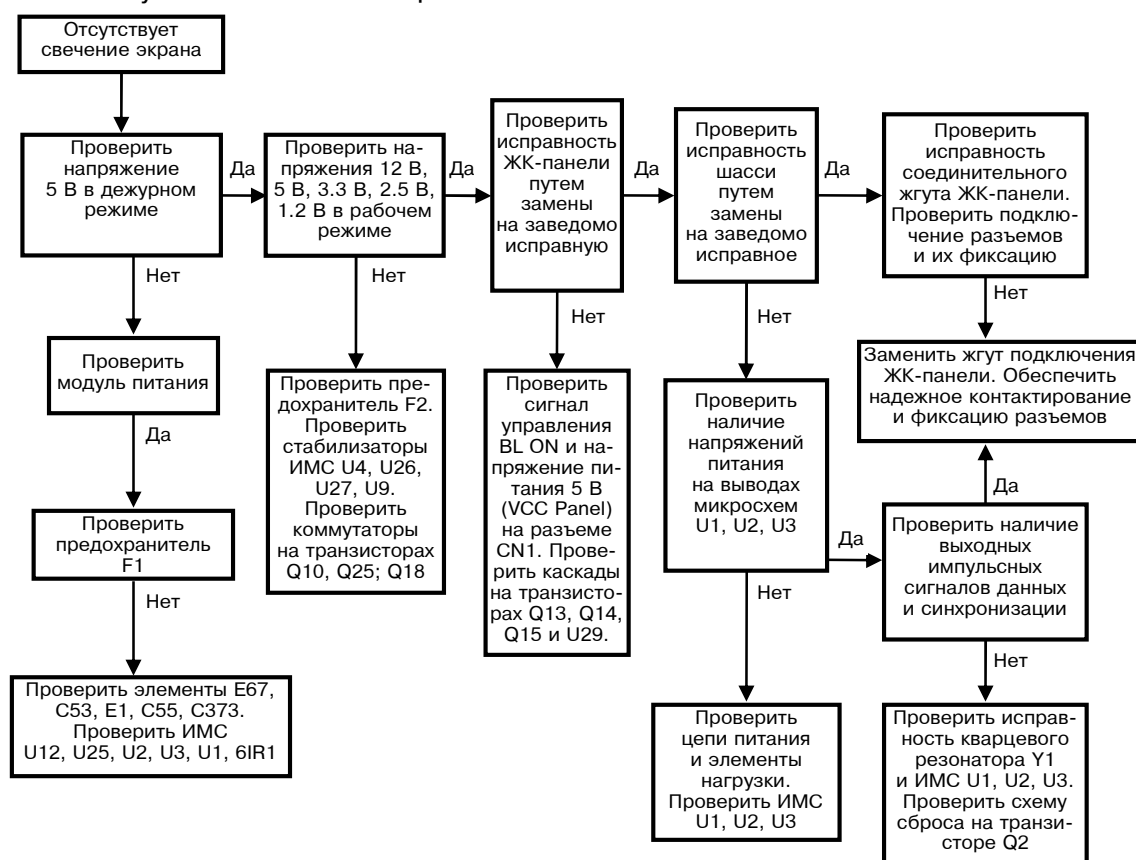 Отсутствует
свечение экрана
Проверить
напряжение
5 В в дежурном
режиме
Да
Проверить на-
пряжения 12 В,
5 В, 3.3 В, 2.5 В,
1.2 В в рабочем
режиме
Да
Проверить
исправность
ЖК-панели
путем
замены
на заведомо
исправную
Да
Проверить
исправность
шасси
путем
замены
на заведомо
исправное
Да
Проверить
исправность
соединительного
жгута ЖК-панели.
Проверить подклю-
чение разъемов
и их фиксацию
Нет
Нет
Нет
Нет
Нет
Проверить
модуль питания
Да
Проверить
предохранитель
F1
Нет
Проверить элементы E67,
C53, E1, C55, C373.
Проверить ИМС
U12, U25, U2, U3, U1, 6IR1
Проверить пре-
дохранитель F2.
Проверить
стабилизаторы
ИМС U4, U26,
U27, U9.
Проверить
коммутаторы
на транзисторах
Q10, Q25; Q18
Проверить
сигнал
управления
BL ON и на-
пряжение пи-
тания 5 В
(VCC Panel)
на разъеме
CN1. Прове-
рить каскады
на транзисто-
рах Q13, Q14,
Q15 и U29.
Проверить
наличие
напряжений
питания
на выводах
микросхем
U1, U2, U3
Да
Нет
Заменить жгут подключения
ЖК-панели. Обеспечить
надежное контактирование
и фиксацию разъемов
Да
Проверить наличие
выходных
импульсных
сигналов данных
и синхронизации
Нет
Проверить
цепи питания
и элементы
нагрузки.
Проверить ИМС
U1, U2, U3
Проверить исправ-
ность кварцевого
резонатора Y1
и ИМС U1, U2, U3.
Проверить схему
сброса на транзи-
сторе Q2